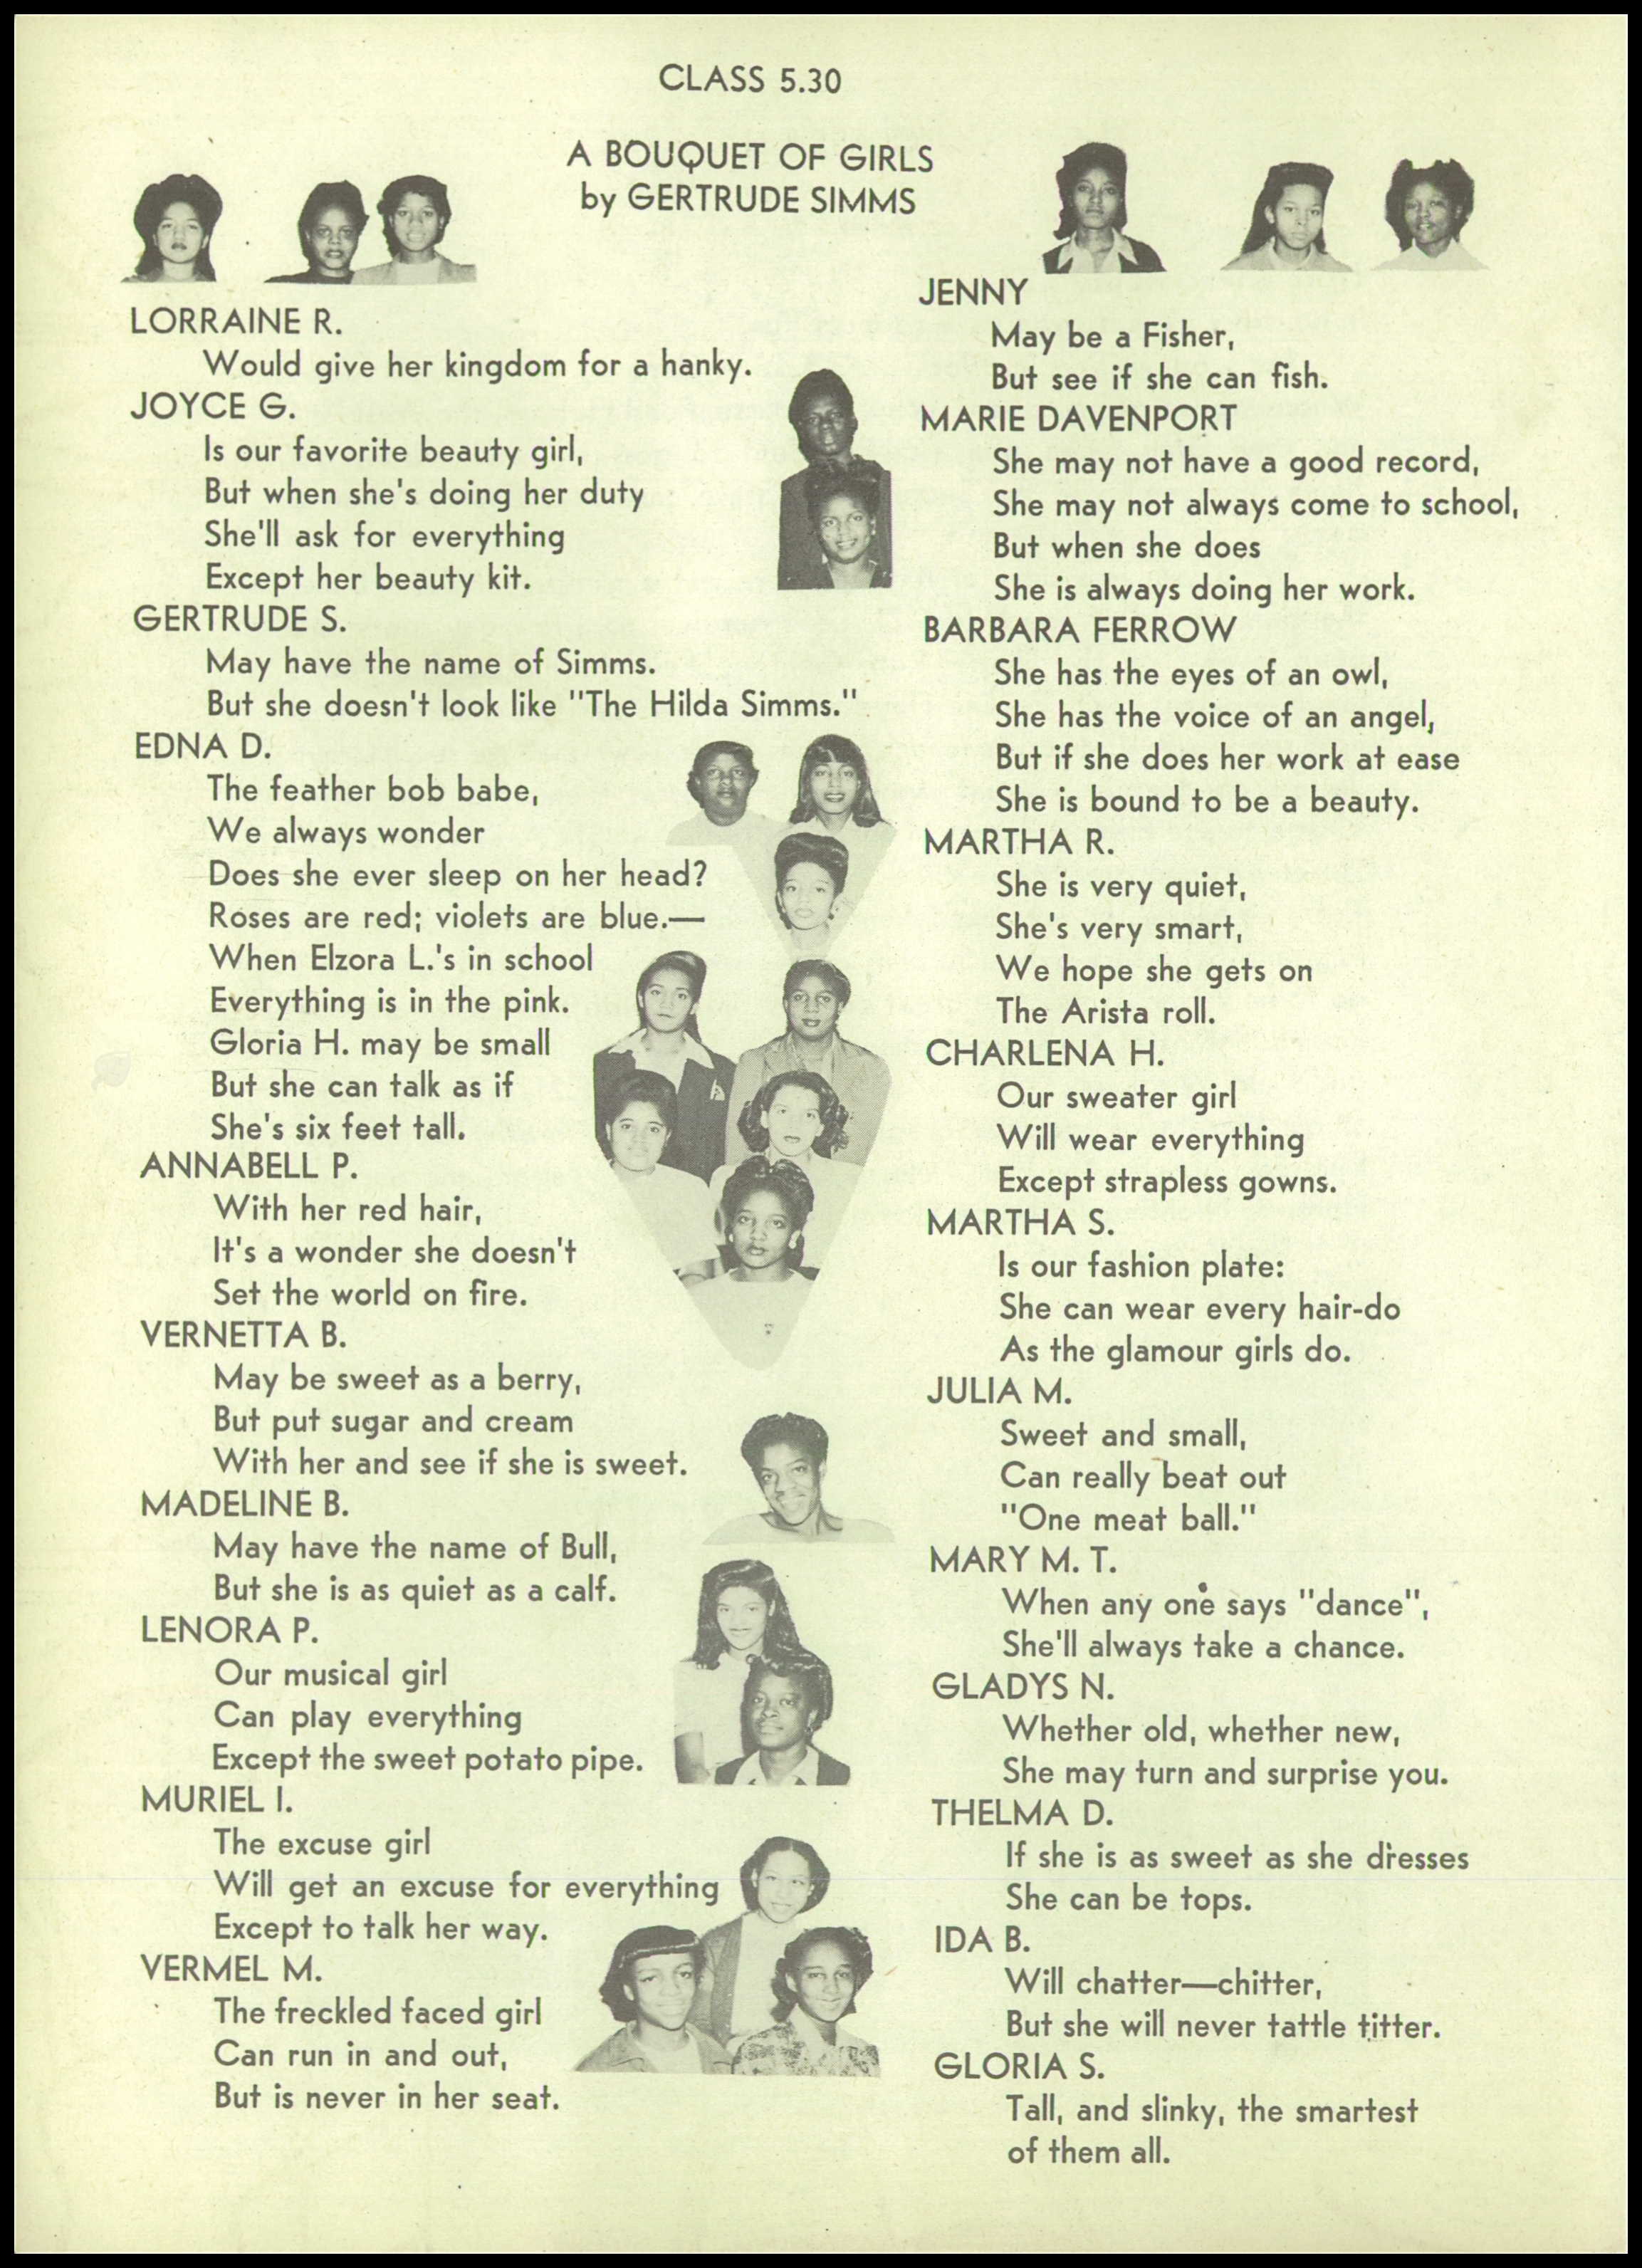 CLASS 5.30
A BOUQUET OF GIRLS
by GERTRUDE SIMMS
LORRAINE R.
Would give her kingdom for a hanky.
JOYCE G.
Is our favorite beauty girl,
But when she's doing her duty
She'll ask for everything
Except her beauty kit.
GERTRUDE S.
May have the name of Simms.
But she doesn't look like "The Hilda Simms."
EDNA D.
The feather bob babe,
We always wonder
Does she ever sleep on her head?
Roses are red; violets are blue.—
When Elzora L.'s in school
Everything is in the pink.
Gloria H. may be small
But she can talk as if
She's six feet tall.
ANNABELL P.
With her red hair,
It's a wonder she doesn't
Set the world on fire.
VERNETTA B.
May be sweet as a berry,
But put sugar and cream
With her and see if she is sweet.
MADELINE B.
May have the name of Bull,
But she is as quiet as a calf.
LENORA P.
Our musical girl
Can play everything
Except the sweet potato pipe.
MURIEL I.
The excuse girl
Will get an excuse for everything
Except to talk her way.
VERMEL M.
The freckled faced girl
Can run in and out,
But is never in her seat.
JENNY
May be a Fisher,
But see if she can fish.
MARIE DAVENPORT
She may not have a good record,
She may not always come to school,
But when she does
She is always doing her work.
BARBARA FERROW
She has the eyes of an owl,
She has the voice of an angel,
But if she does her work at ease
She is bound to be a beauty.
MARTHA R.
She is very quiet,
She's very smart,
We hope she gets on
The Arista roll.
CHARLENA H.
Our sweater girl
Will wear everything
Except strapless gowns.
MARTHA S.
Is our fashion plate:
She can wear every hair-do
As the glamour girls do.
JULIA M.
Sweet and small,
Can really beat out
"One meat ball."
MARY M. T.
When any one says "dance",
She'll always take a chance.
GLADYS N.
Whether old, whether new,
She may turn and surprise you.
THELMA D.
If she is as sweet as she dresses
She can be tops.
IDA B.
Will chatter—chitter,
But she will never tattle titter.
GLORIA S.
Tall, and slinky, the smartest
of them all.